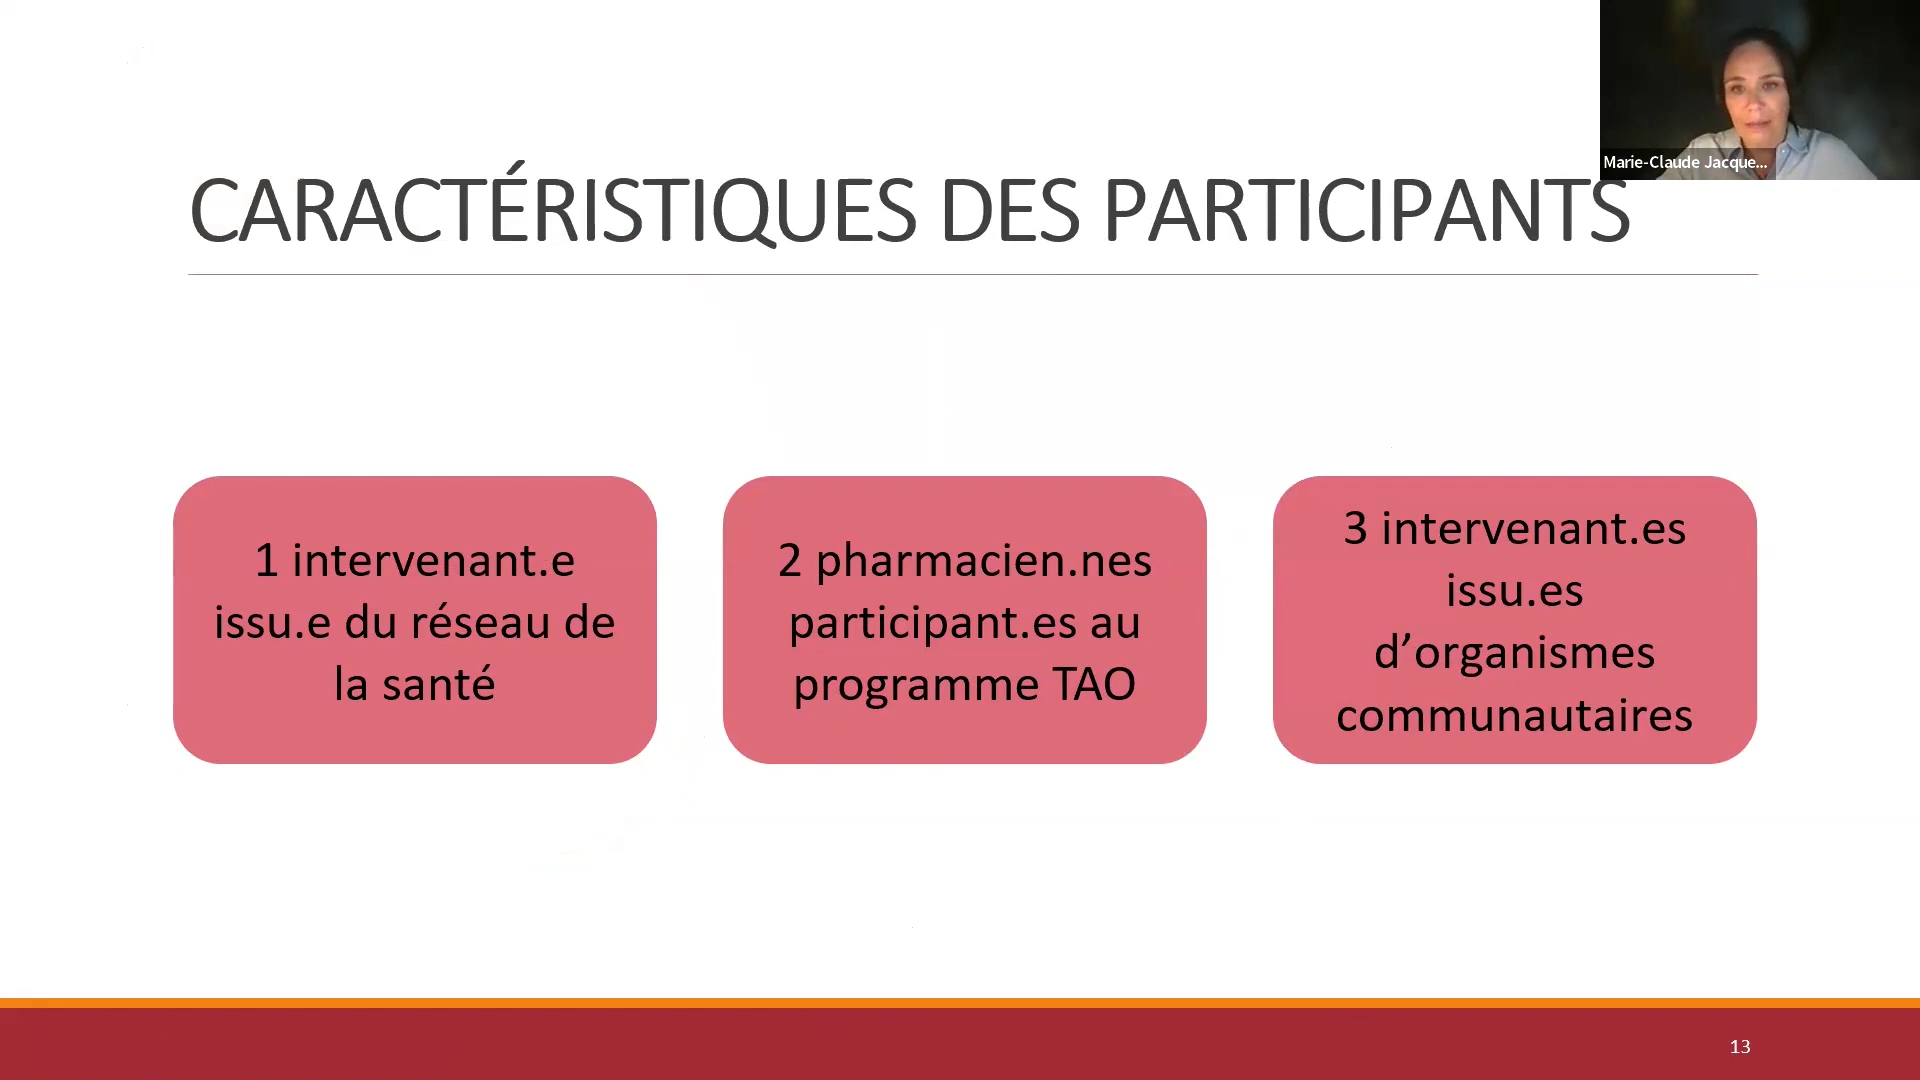 Marie-Claude Jacque...
CARACTÉRISTIQUES DES PARTICIPANTS
1 intervenant.e
issu.e du réseau de
la santé
2 pharmacien.nes
participant.es au
programme TAO
3 intervenant.es
issu.es
d’organismes
communautaires
13